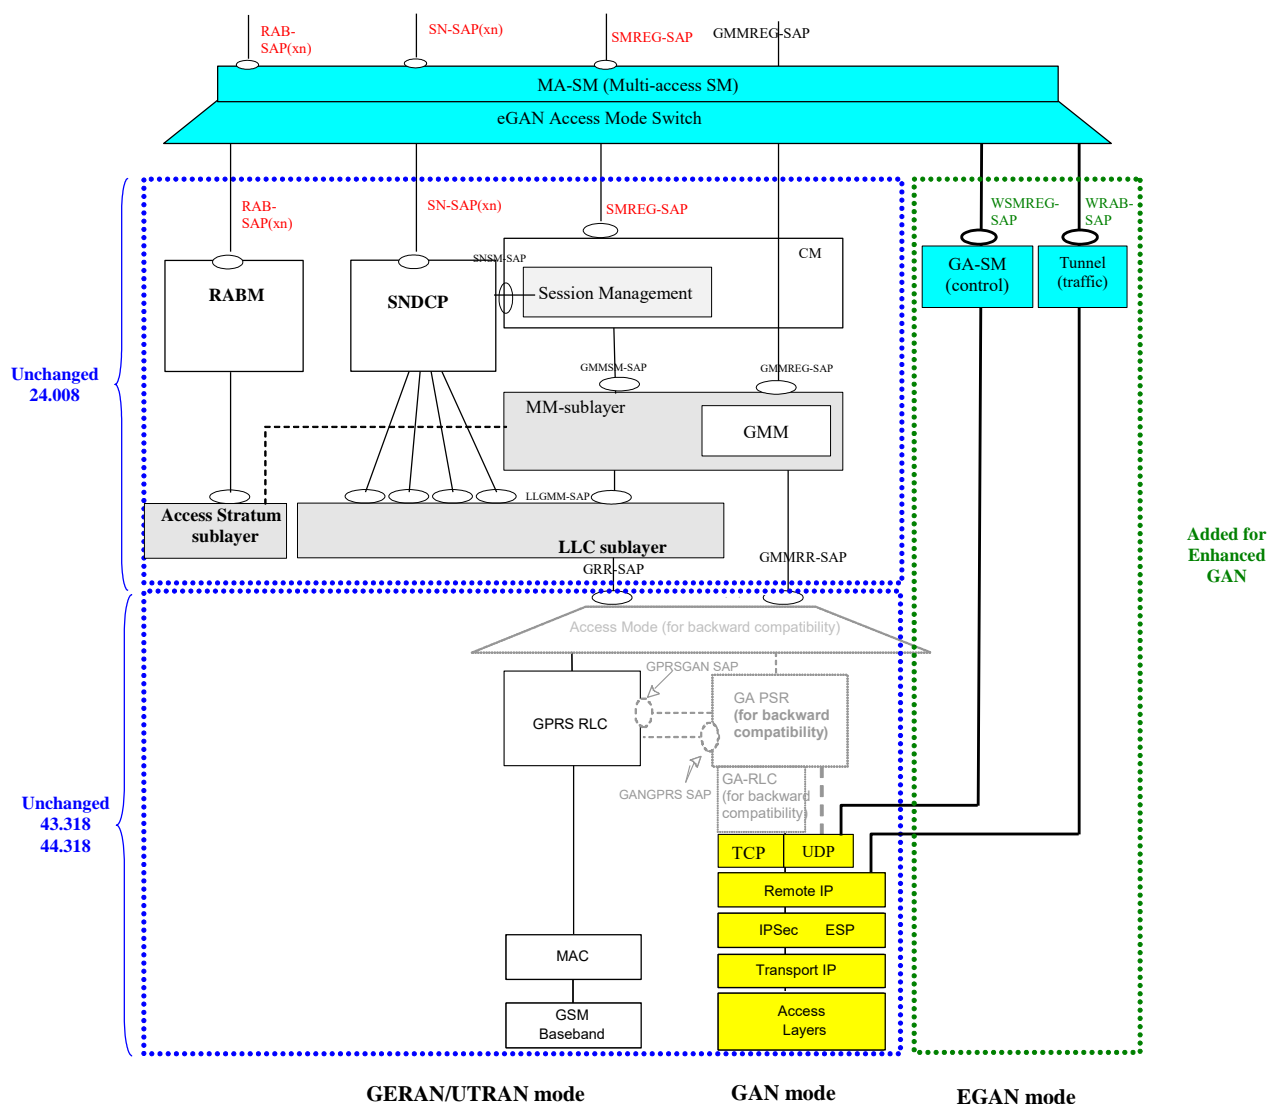 RAB-
SAP(xn)
SN-SAP(xn)
SMREG-SAP
GMMREG-SAP
MA-SM (Multi-access SM)
eGAN Access Mode Switch
RAB-
SAP(xn)
SN-SAP(xn)
SMREG-SAP
WSMREG-
SAP
WRAB-
SAP
SNSM-SAP
CM
RABM
SNDCP
Session Management
GA-SM
(control)
Tunnel
(traffic)
Unchanged
24.008
GMMSM-SAP
GMMREG-SAP
MM-sublayer
GMM
LLGMM-SAP
Access Stratum
sublayer
LLC sublayer
GRR-SAP
GMMRR-SAP
Added for
Enhanced
GAN
Access Mode (for backward compatibility)
GPRSGAN SAP
GPRS RLC
GA PSR
(for backward
compatibility)
GANGPRS SAP
GA-RLC
(for backward
compatibility)
Unchanged
43.318
44.318
TCP
UDP
Remote IP
IPSec ESP
MAC
Transport IP
GSM
Baseband
Access
Layers
GERAN/UTRAN mode
GAN mode
EGAN mode